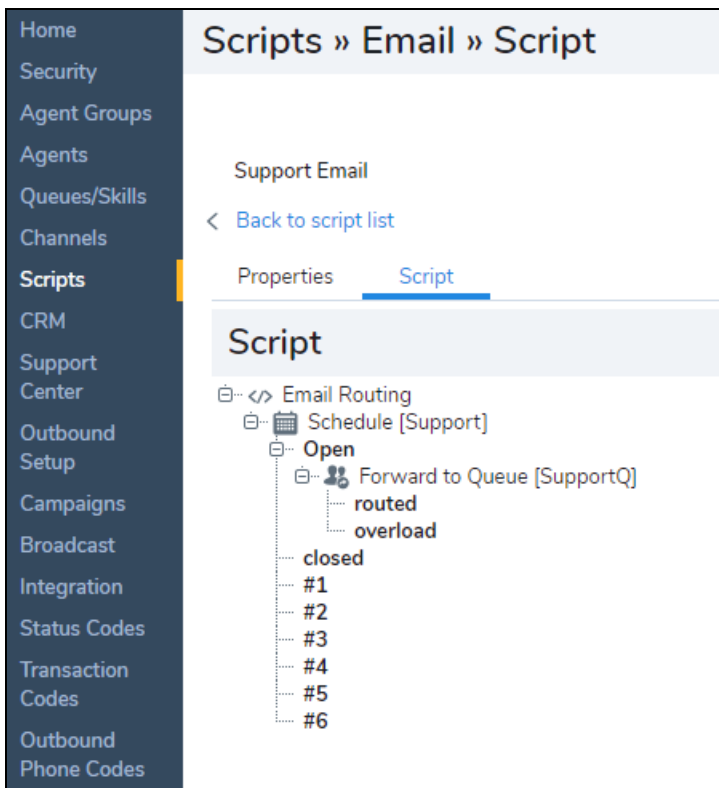 Home
Security
Agent Groups
Agents
Queues/Skills
Channels
Scripts
CRM
Support
Center
Outbound
Setup
Campaigns
Broadcast
Integration
Status Codes
Transaction
Codes
Outbound
Phone Codes
Scripts » Email » Script
Support Email
Back to script list
Properties Script
Script
</> Email Routing
Schedule [Support]
Open
Forward to Queue [SupportQ]
routed
overload
closed
#1
#2
#3
#4
#5
#6